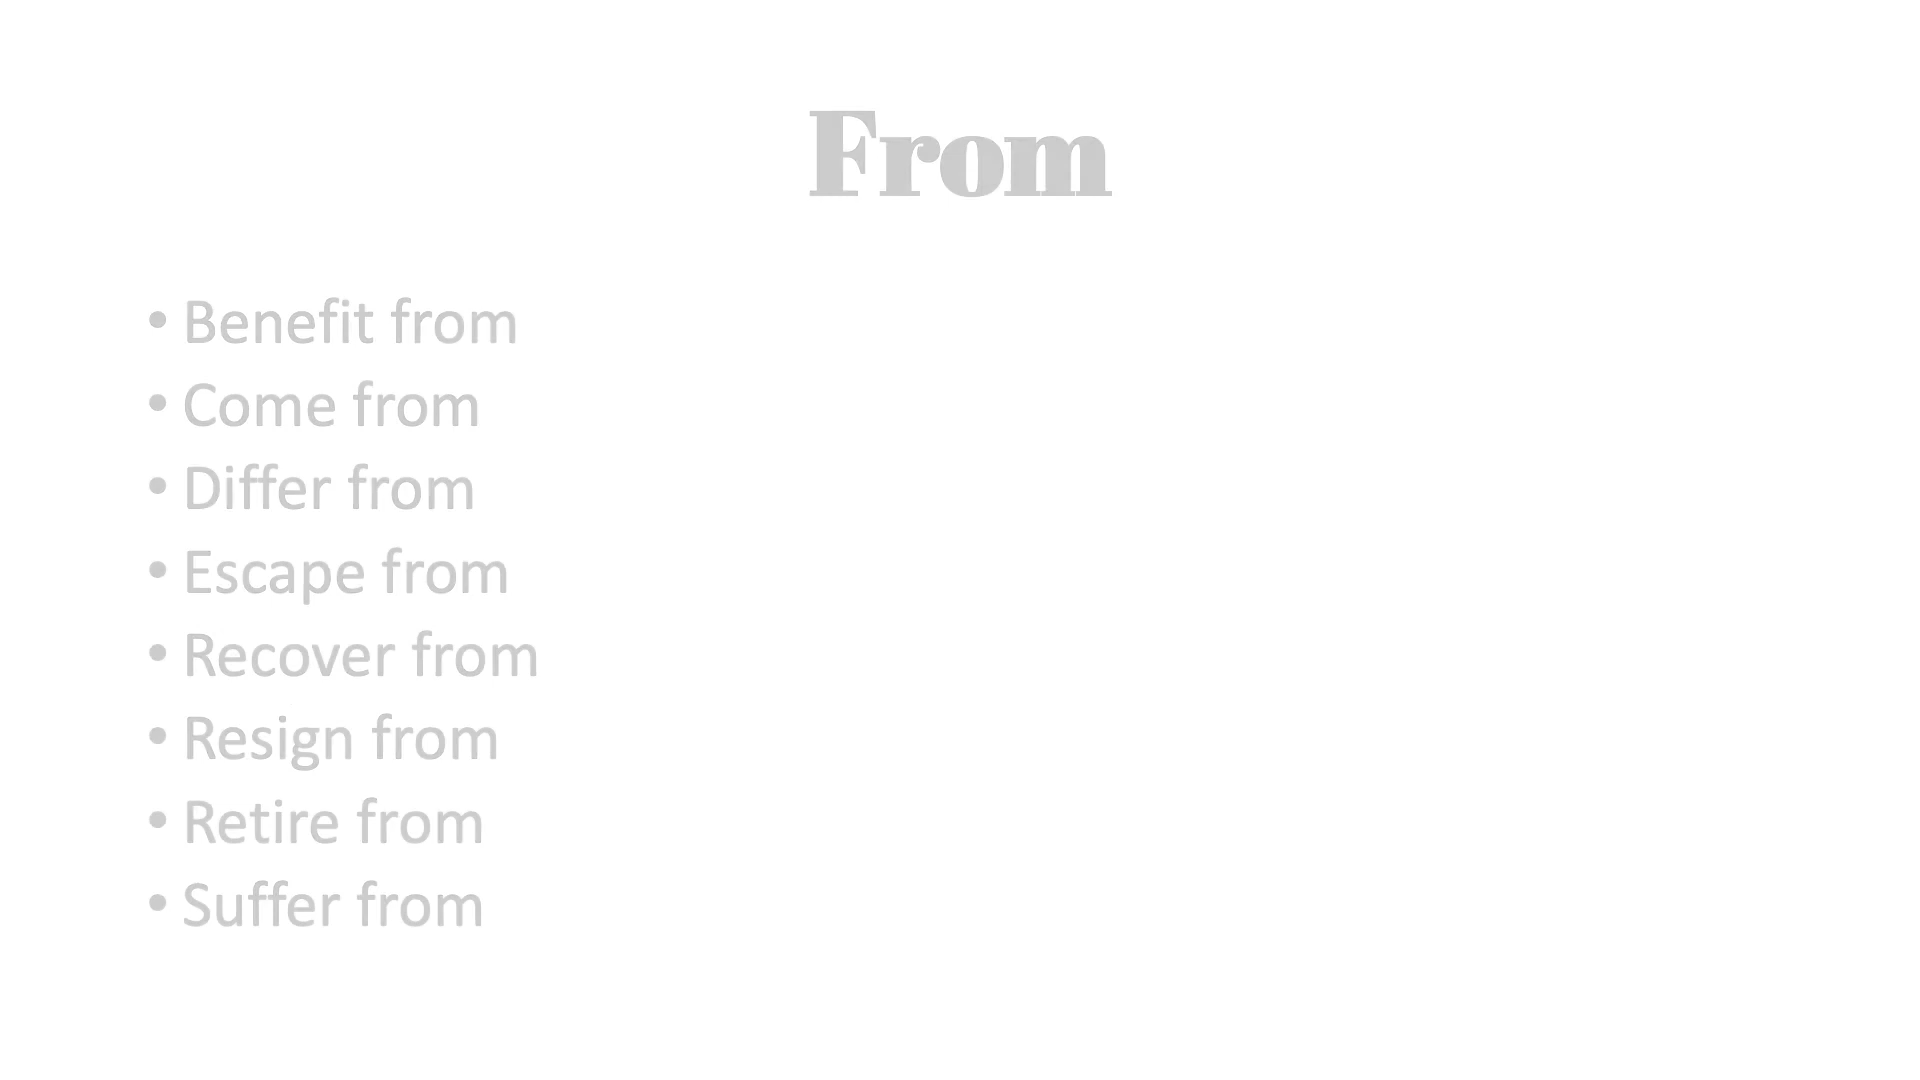 From
• Benefit from
• Come from
• Differ from
• Escape from
• Recover from
• Resign from
• Retire from
• Suffer from